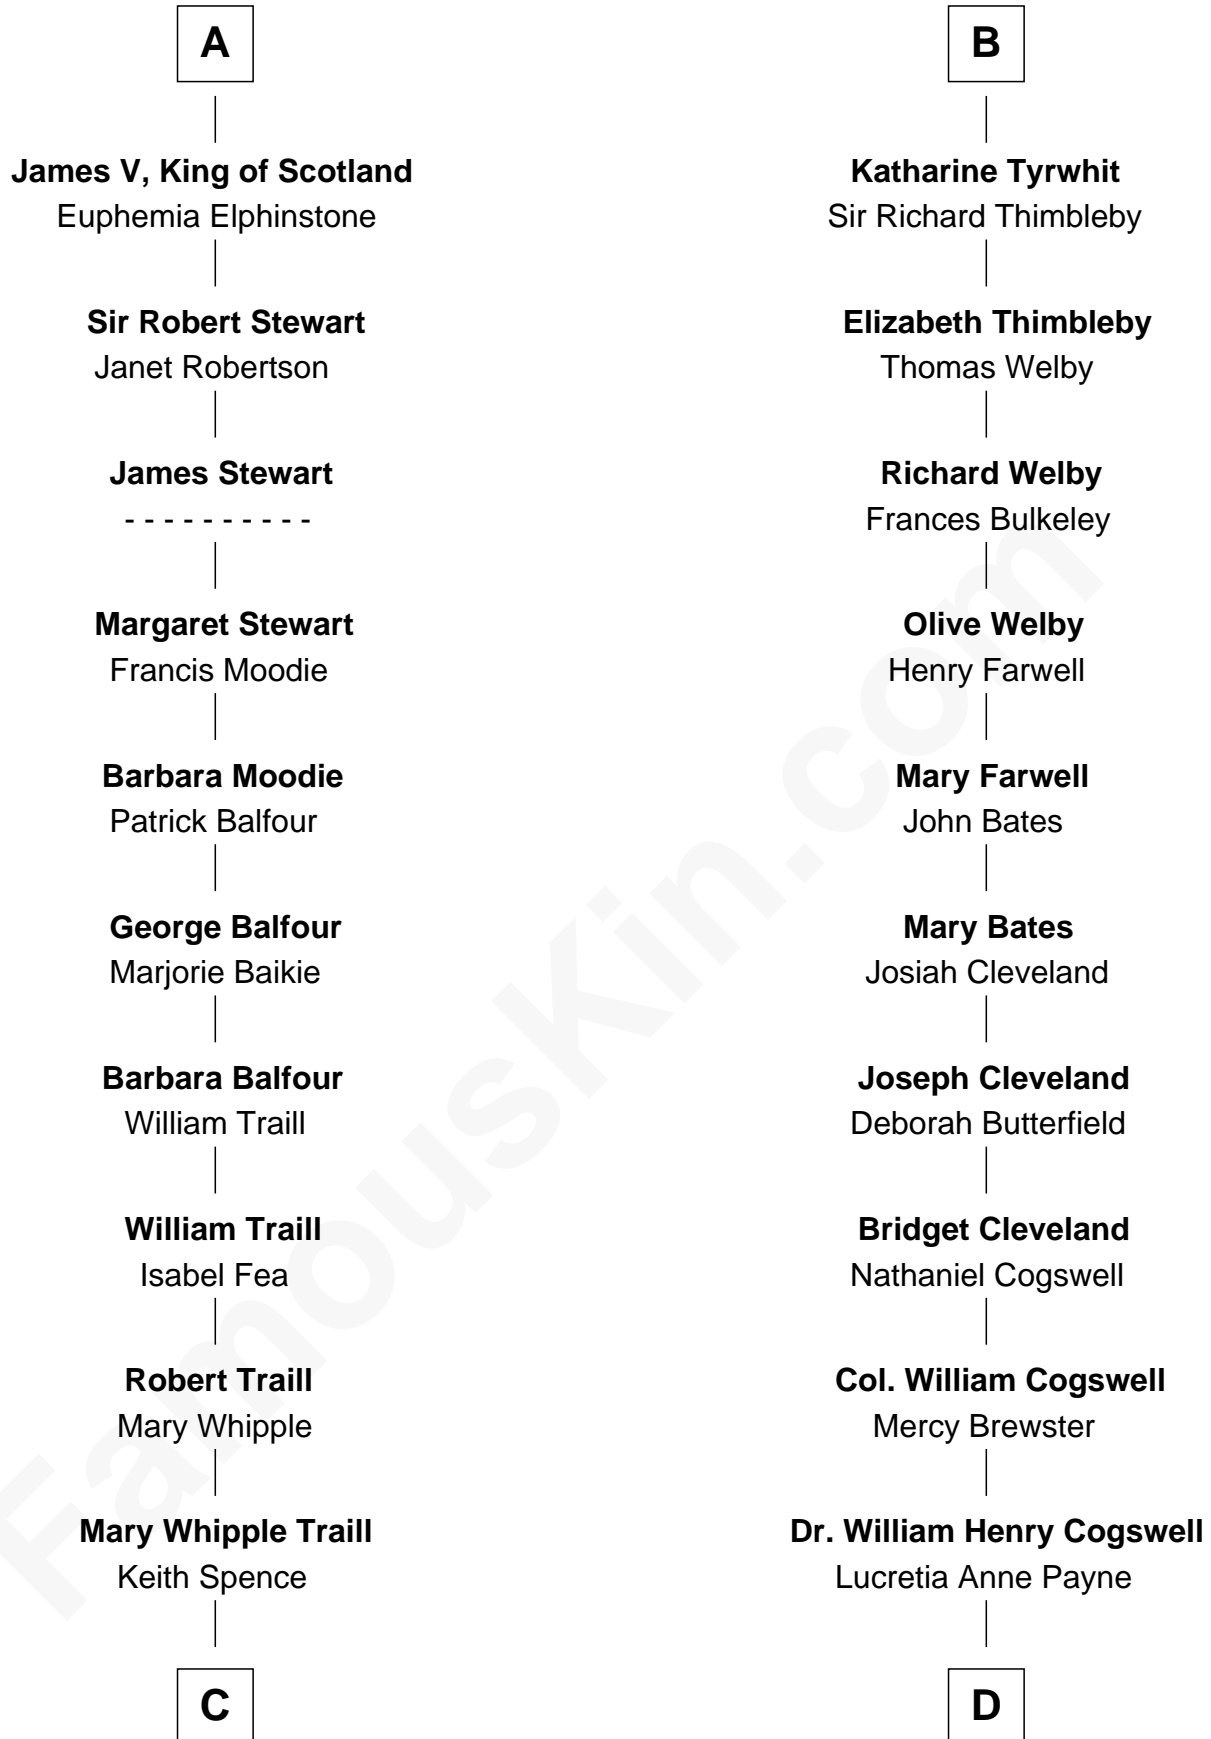 A
James V, King of Scotland
Euphemia Elphinstone
Sir Robert Stewart
Janet Robertson
James Stewart
- - - - - - - - - -
Margaret Stewart
Francis Moodie
Barbara Moodie
Patrick Balfour
George Balfour
Marjorie Baikie
Barbara Balfour
William Traill
William Traill
Isabel Fea
Robert Traill
Mary Whipple
Mary Whipple Traill
Keith Spence
C
B
Katharine Tyrwhit
Sir Richard Thimbleby
Elizabeth Thimbleby
Thomas Welby
Richard Welby
Frances Bulkeley
Olive Welby
Henry Farwell
Mary Farwell
John Bates
Mary Bates
Josiah Cleveland
Joseph Cleveland
Deborah Butterfield
Bridget Cleveland
Nathaniel Cogswell
Col. William Cogswell
Mercy Brewster
Dr. William Henry Cogswell
Lucretia Anne Payne
D
FamousKin.com